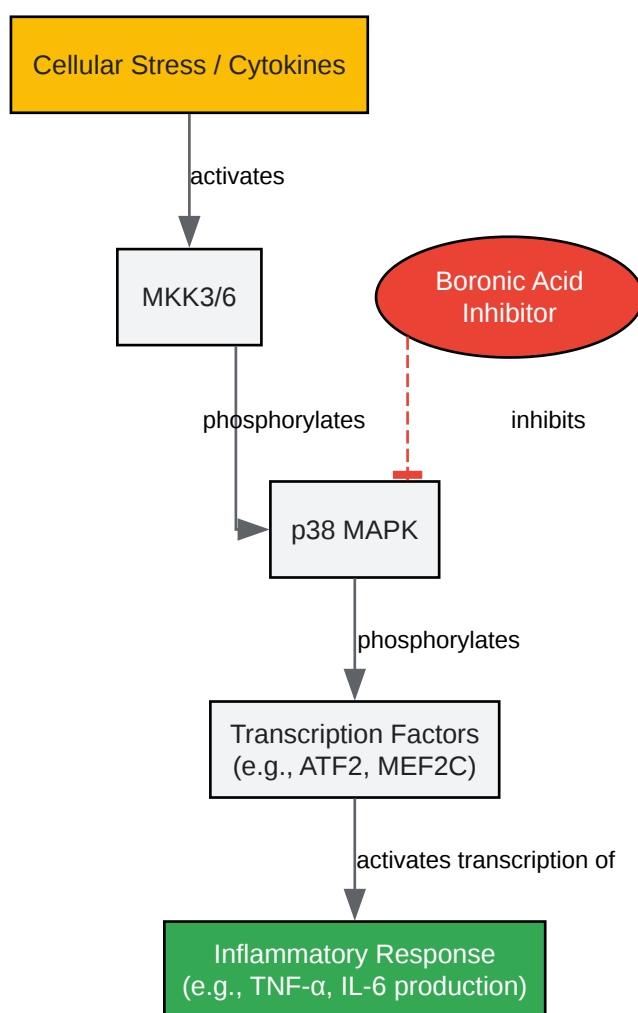 Cellular Stress / Cytokines
activates
MKK3/6
Boronic Acid
Inhibitor
phosphorylates
inhibits
p38 MAPK
phosphorylates
Transcription Factors
(e.g., ATF2, MEF2C)
activates transcription of
Inflammatory Response
(e.g., TNF-α, IL-6 production)